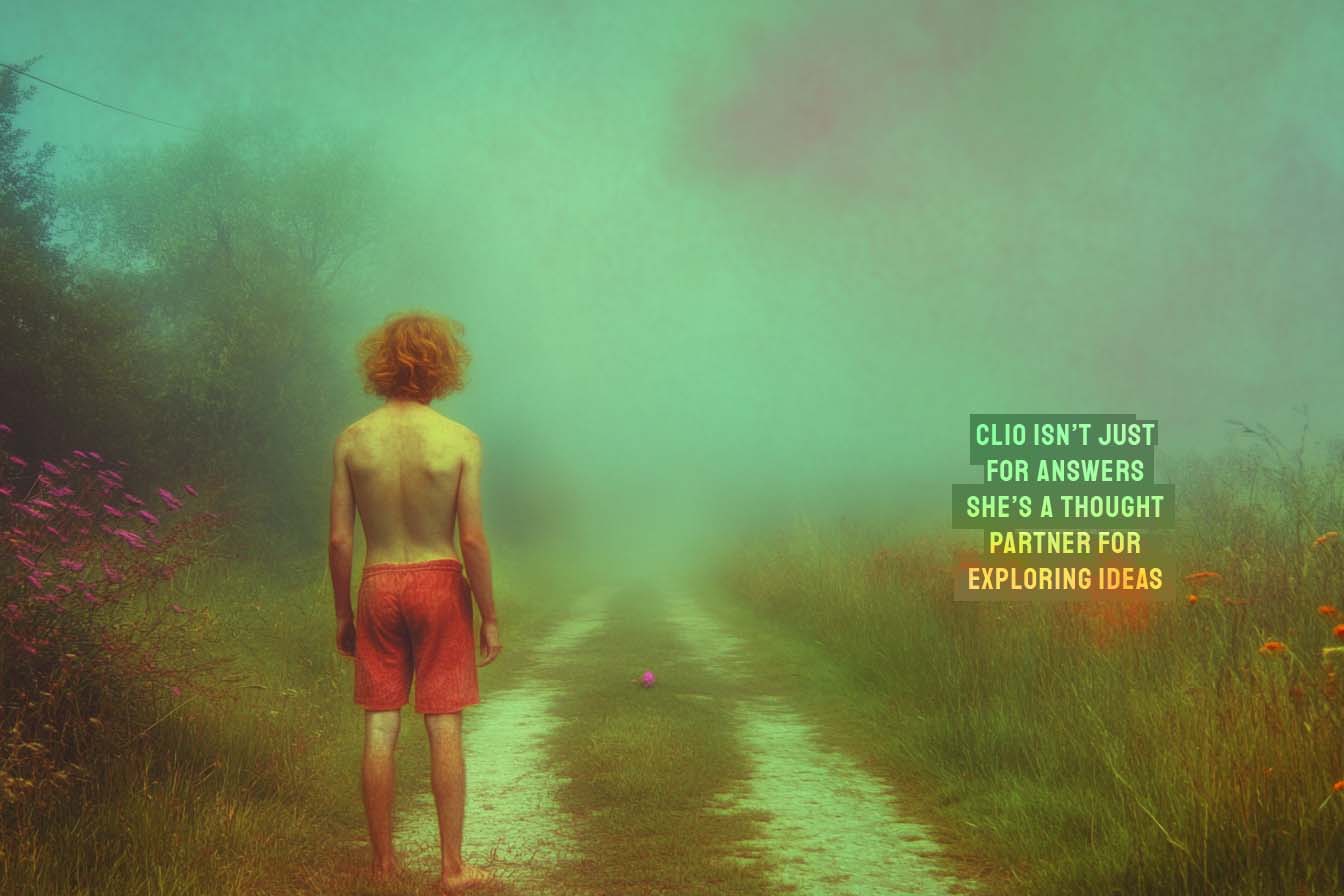 CLIO ISN'T JUST
FOR ANSWERS
SHE'S A THOUGHT
PARTNER FOR
EXPLORING IDEAS